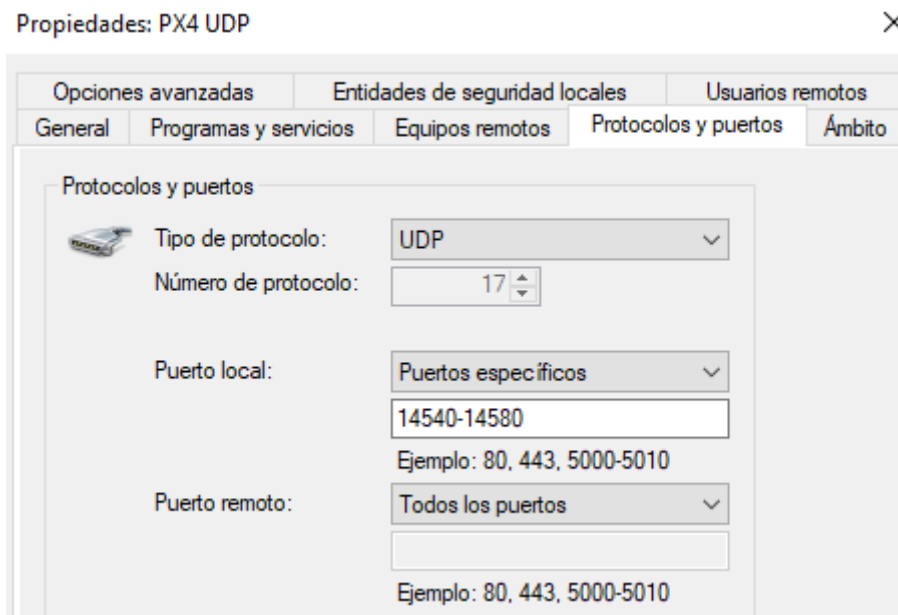 Propiedades: PX4 UDP
Opciones avanzadas Entidades de seguridad locales Usuarios remotos
General Programas y servicios Equipos remotos Protocolos y puertos Ámbito
Protocolos y puertos
Tipo de protocolo: UDP
Número de protocolo: 17
Puerto local: Puertos específicos
14540-14580
Ejemplo: 80, 443, 5000-5010
Puerto remoto: Todos los puertos
Ejemplo: 80, 443, 5000-5010